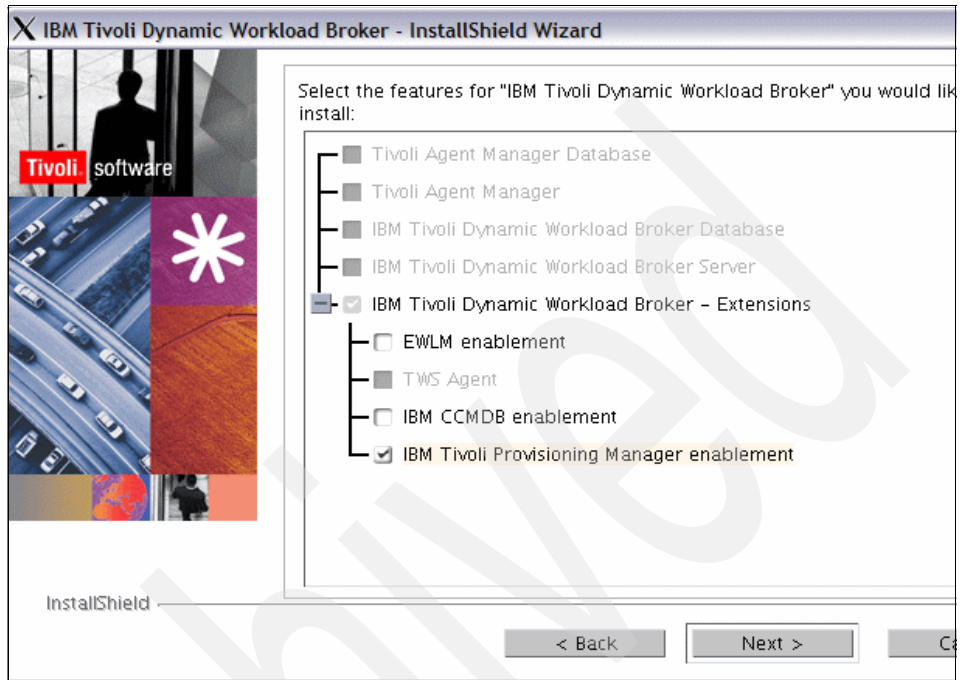 IBM Tivoli Dynamic Workload Broker - InstallShield Wizard
Select the features for "IBM Tivoli Dynamic Workload Broker" you would lik
install:
Tivoli software
Tivoli Agent Manager Database
Tivoli Agent Manager
IBM Tivoli Dynamic Workload Broker Database
IBM Tivoli Dynamic Workload Broker Server
IBM Tivoli Dynamic Workload Broker - Extensions
EWLM enablement
TWS Agent
IBM CCMDB enablement
IBM Tivoli Provisioning Manager enablement
InstallShield
< Back
Next >
Ca